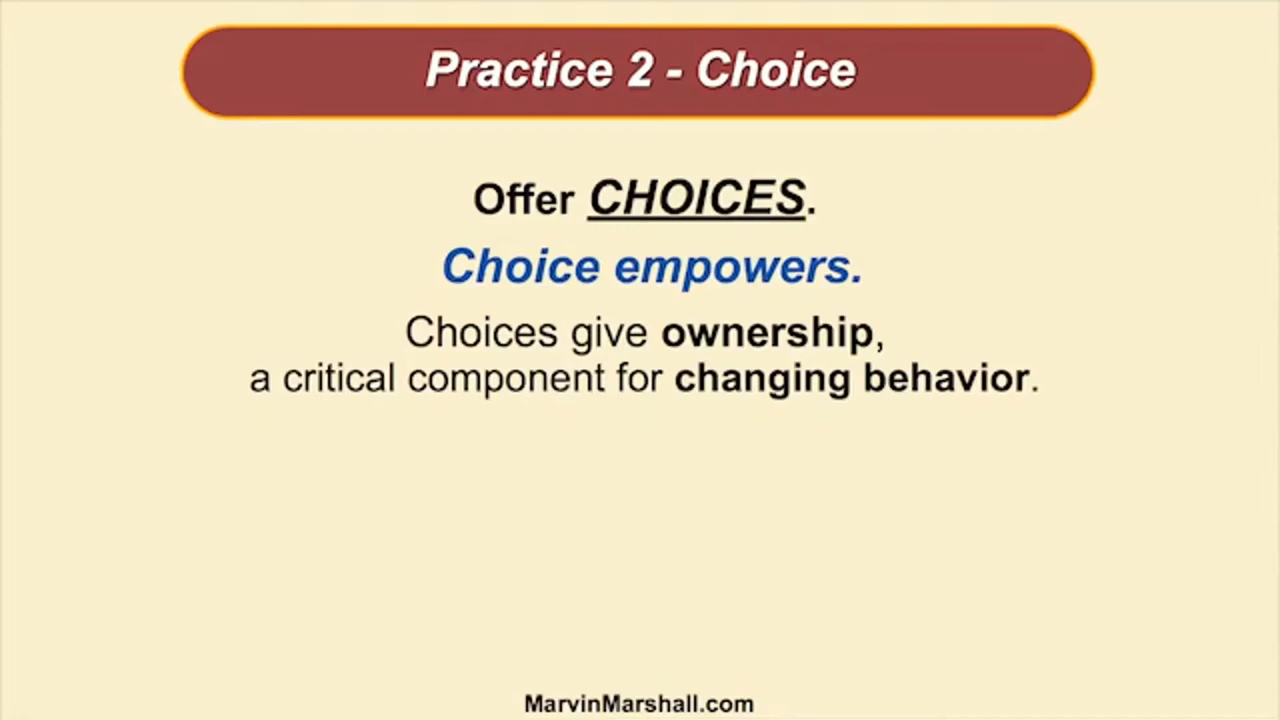 Practice 2 - Choice
Offer CHOICES.
Choice empowers.
Choices give ownership,
a critical component for changing behavior.
MarvinMarshall.com